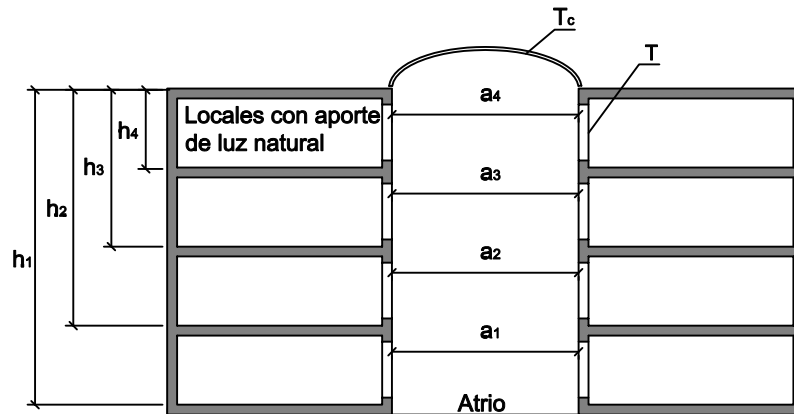 Tc
T
a4
Locales con aporte
de luz natural
h4
a3
h3
h2
a2
h1
a1
Atrio